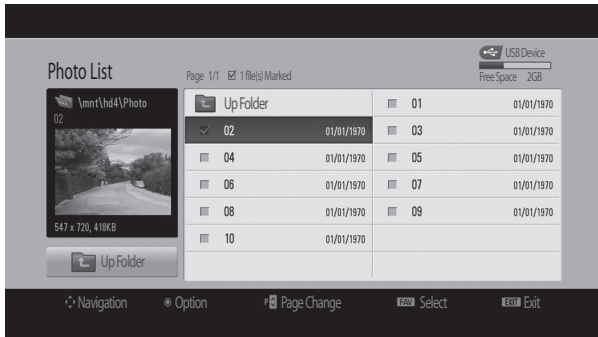 USB Device
Photo List
Page 1/1 1 file(s) Marked
Free Space 2GB
\mnt\hd4\Photo
02
547 x 720, 418KB
Up Folder
Up Folder
01 01/01/1970
02 01/01/1970
03 01/01/1970
04 01/01/1970
05 01/01/1970
06 01/01/1970
07 01/01/1970
08 01/01/1970
09 01/01/1970
10 01/01/1970
Navigation Option P Page Change FAV Select EXIT Exit